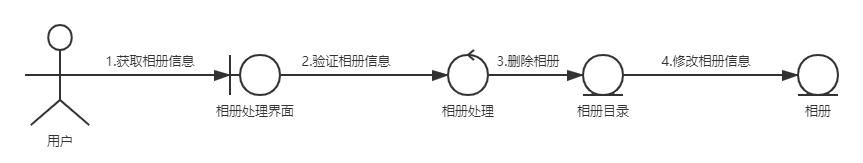 1.获取相册信息
2.验证相册信息
3.删除相册
4.修改相册信息
用户
相册处理界面
相册处理
相册目录
相册